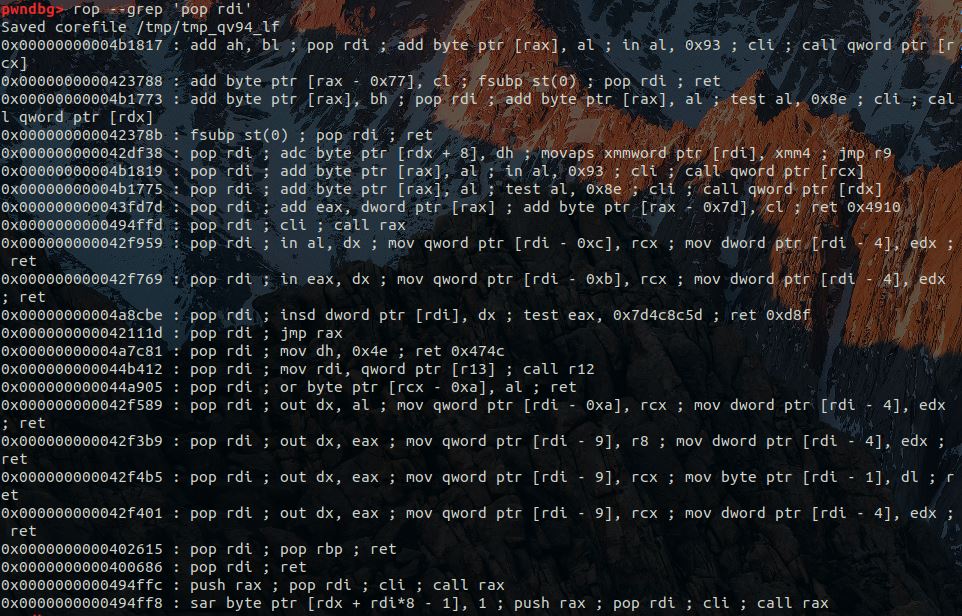 pwndbg> rop --grep 'pop rdi'
Saved corefile /tmp/tmp_qv94_lf
0x00000000004b1817 : add ah, bl ; pop rdi ; add byte ptr [rax], al ; in al, 0x93 ; cli ; call qword ptr [r
cx]
0x0000000000423788 : add byte ptr [rax - 0x77], cl ; fsubp st(0) ; pop rdi ; ret
0x00000000004b1773 : add byte ptr [rax], bh ; pop rdi ; add byte ptr [rax], al ; test al, 0x8e ; cli ; cal
l qword ptr [rdx]
0x000000000042378b : fsubp st(0) ; pop rdi ; ret
0x000000000042df38 : pop rdi ; adc byte ptr [rdx + 8], dh ; movaps xmmword ptr [rdi], xmm4 ; jmp r9
0x00000000004b1819 : pop rdi ; add byte ptr [rax], al ; in al, 0x93 ; cli ; call qword ptr [rcx]
0x00000000004b1775 : pop rdi ; add byte ptr [rax], al ; test al, 0x8e ; cli ; call qword ptr [rdx]
0x000000000043fd7d : pop rdi ; add eax, dword ptr [rax] ; add byte ptr [rax - 0x7d], cl ; ret 0x4910
0x0000000000494ffd : pop rdi ; cli ; call rax
0x000000000042f959 : pop rdi ; in al, dx ; mov qword ptr [rdi - 0xc], rcx ; mov dword ptr [rdi - 4], edx ;
ret
0x000000000042f769 : pop rdi ; in eax, dx ; mov qword ptr [rdi - 0xb], rcx ; mov dword ptr [rdi - 4], edx
; ret
0x00000000004a8cbe : pop rdi ; insd dword ptr [rdi], dx ; test eax, 0x7d4c8c5d ; ret 0xd8f
0x000000000042111d : pop rdi ; jmp rax
0x00000000004a7c81 : pop rdi ; mov dh, 0x4e ; ret 0x474c
0x000000000044b412 : pop rdi ; mov rdi, qword ptr [r13] ; call r12
0x000000000044a905 : pop rdi ; or byte ptr [rcx - 0xa], al ; ret
0x000000000042f589 : pop rdi ; out dx, al ; mov qword ptr [rdi - 0xa], rcx ; mov dword ptr [rdi - 4], edx
; ret
0x000000000042f3b9 : pop rdi ; out dx, eax ; mov qword ptr [rdi - 9], r8 ; mov dword ptr [rdi - 4], edx ;
ret
0x000000000042f4b5 : pop rdi ; out dx, eax ; mov qword ptr [rdi - 9], rcx ; mov byte ptr [rdi - 1], dl ; r
et
0x000000000042f401 : pop rdi ; out dx, eax ; mov qword ptr [rdi - 9], rcx ; mov dword ptr [rdi - 4], edx ;
ret
0x0000000000402615 : pop rdi ; pop rbp ; ret
0x0000000000400686 : pop rdi ; ret
0x0000000000494ffc : push rax ; pop rdi ; cli ; call rax
0x0000000000494ff8 : sar byte ptr [rdx + rdi*8 - 1], 1 ; push rax ; pop rdi ; cli ; call rax